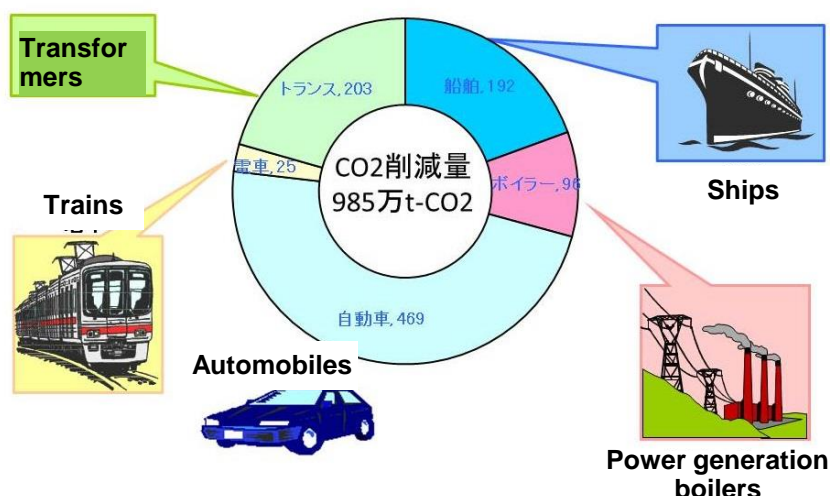 Transfor
mers
トランス,203
船舶,192
電車,25
CO2削減量
985万t-CO2
ボイラー,96
Ships
Trains
自動車,469
Automobiles
Power generation
boilers